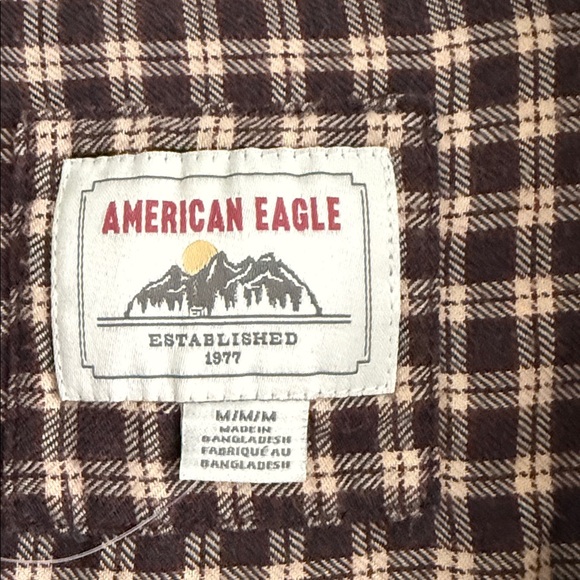 AMERICAN EAGLE
ESTABLISHED
1977
M/M/M
MADE IN
BANGLADESH
FABRIQUÉ AU
BANGLADESH